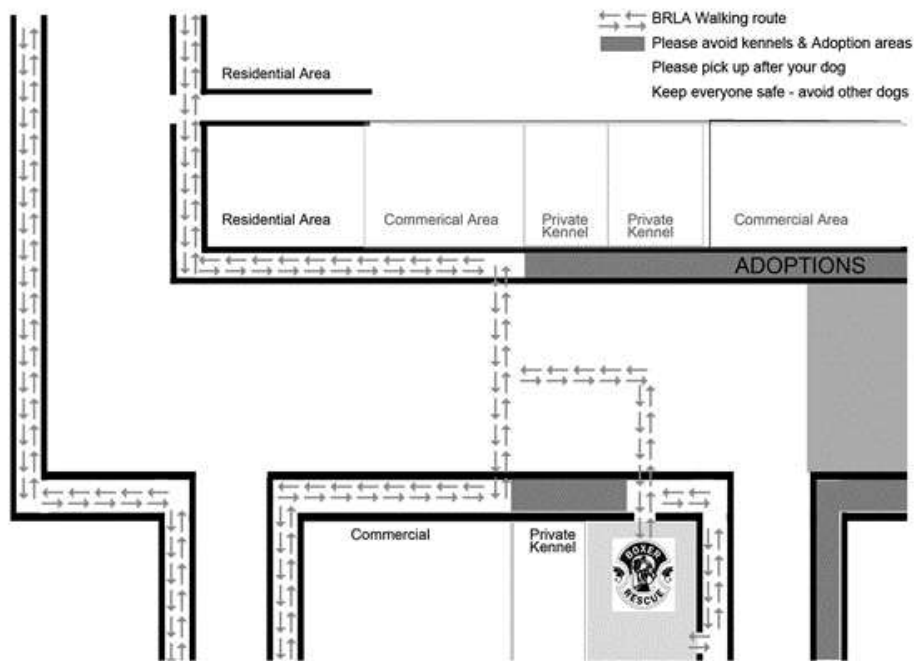 BRLA Walking route
Please avoid kennels & Adoption areas
Please pick up after your dog
Keep everyone safe - avoid other dogs
Residential Area
Residential Area
Commerical Area
Private
Kennel
Private
Kennel
Commercial Area
ADOPTIONS
Commercial
Private
Kennel
BOXER
RESCUE